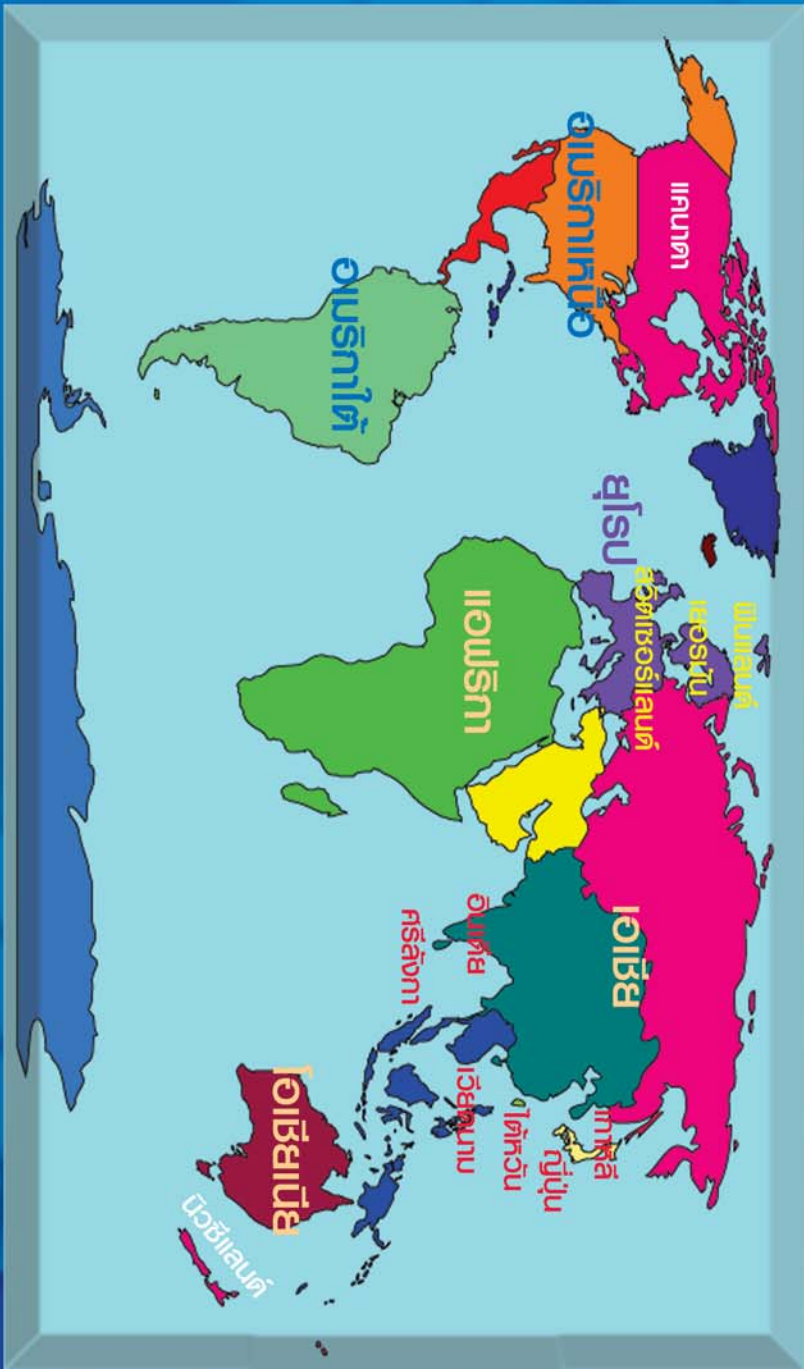 แคนาดา
อเมริกาเหนือ
อเมริกาใต้
ยุโรป
ฟินแลนด์
เยอรมัน
สวิตเซอร์แลนด์
แอฟริกา
เอเชีย
อินเดีย
ศรีลังกา
เกาหลี
ญี่ปุ่น
ไต้หวัน
เวียดนาม
โอเชียเนีย
นิวซีแลนด์